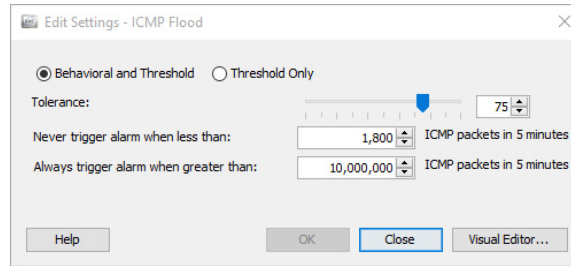 Edit Settings - ICMP Flood
Behavioral and Threshold Threshold Only
Tolerance: 75
Never trigger alarm when less than: 1,800 ICMP packets in 5 minutes
Always trigger alarm when greater than: 10,000,000 ICMP packets in 5 minutes
Help OK Close Visual Editor...